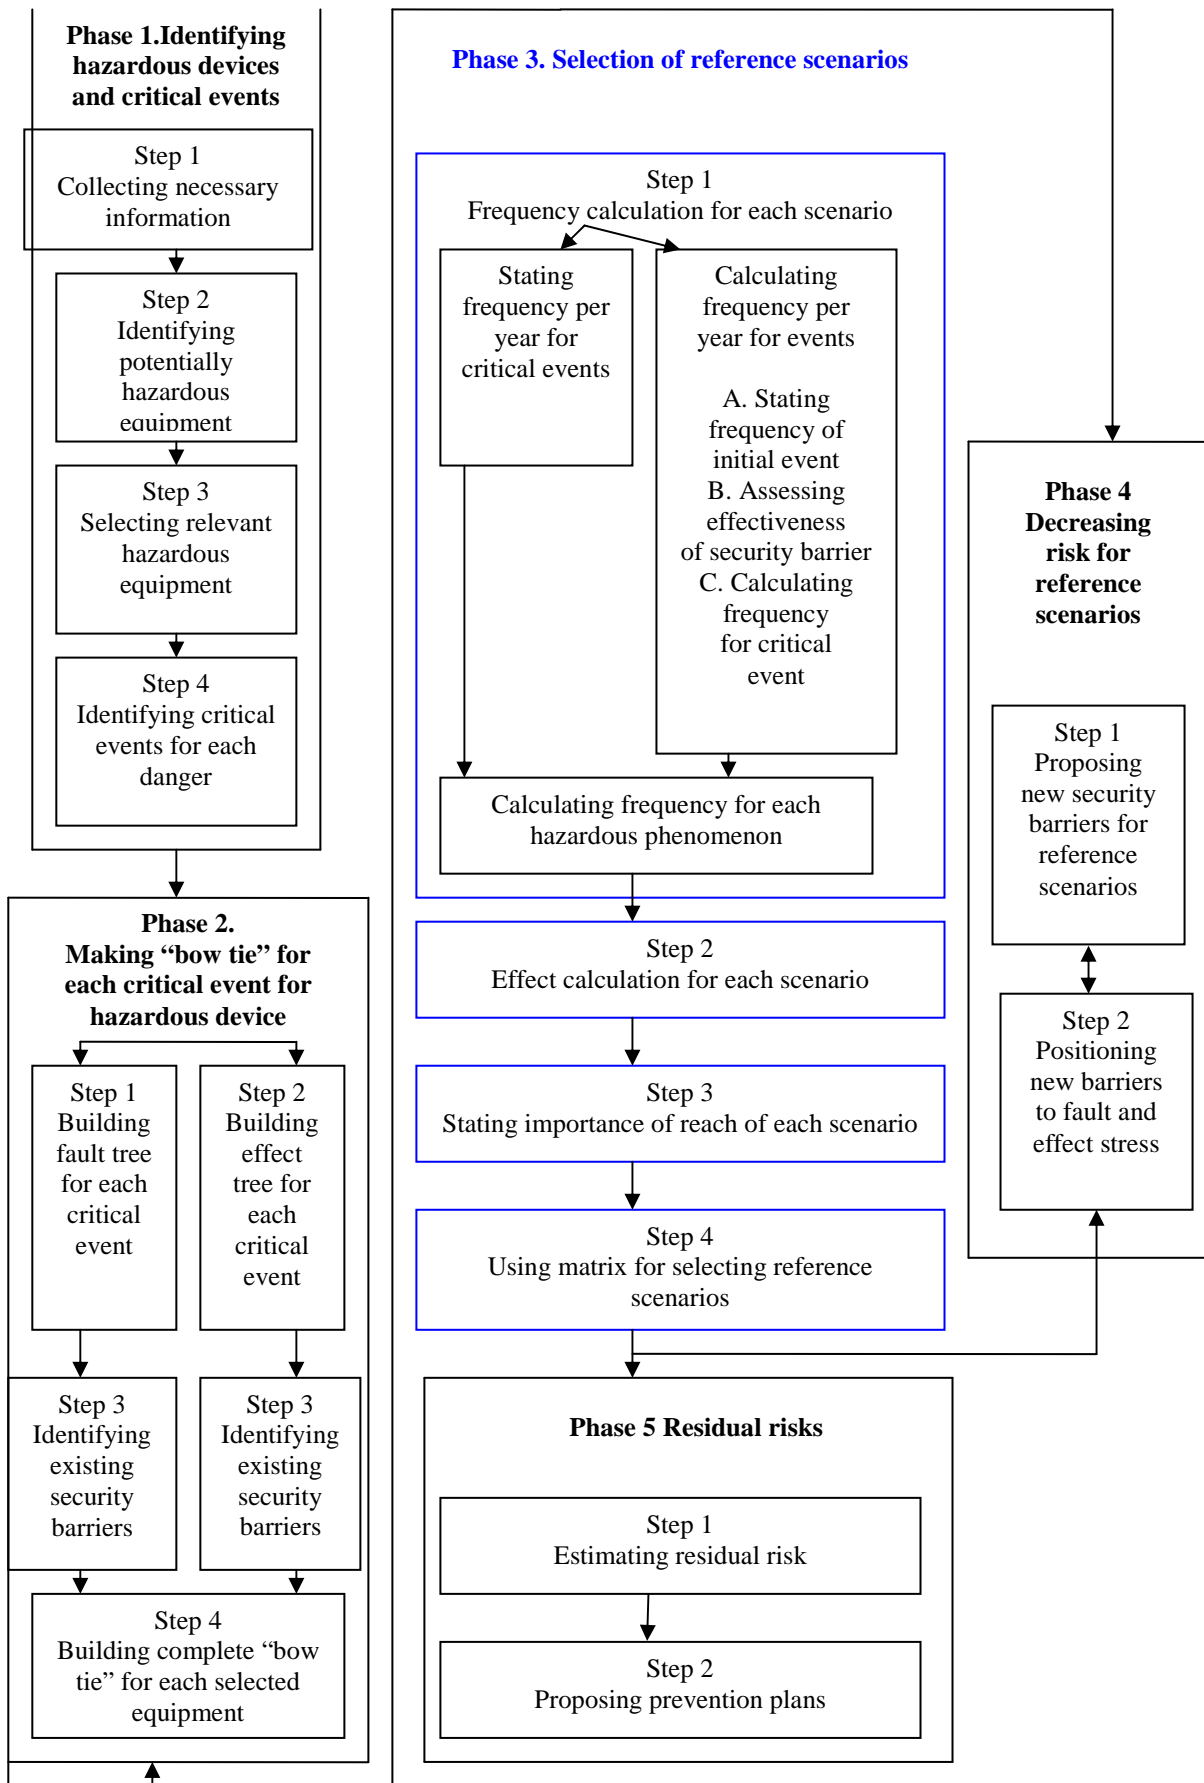 Phase 1.Identifying
hazardous devices
and critical events
Step 1
Collecting necessary
information
Step 2
Identifying
potentially
hazardous
equipment
Step 3
Selecting relevant
hazardous
equipment
Step 4
Identifying critical
events for each
danger
Phase 2.
Making “bow tie” for
each critical event for
hazardous device
Step 1
Building
fault tree
for each
critical
event
Step 2
Building
effect
tree for
each
critical
event
Step 3
Identifying
existing
security
barriers
Step 3
Identifying
existing
security
barriers
Step 4
Building complete “bow
tie” for each selected
equipment
Phase 3. Selection of reference scenarios
Step 1
Frequency calculation for each scenario
Stating
frequency per
year for
critical events
Calculating
frequency per
year for events
A. Stating
frequency of
initial event
B. Assessing
effectiveness
of security barrier
C. Calculating
frequency
for critical
event
Calculating frequency for each
hazardous phenomenon
Step 2
Effect calculation for each scenario
Step 3
Stating importance of reach of each scenario
Step 4
Using matrix for selecting reference
scenarios
Phase 4
Decreasing
risk for
reference
scenarios
Step 1
Proposing
new security
barriers for
reference
scenarios
Step 2
Positioning
new barriers
to fault and
effect stress
Phase 5 Residual risks
Step 1
Estimating residual risk
Step 2
Proposing prevention plans